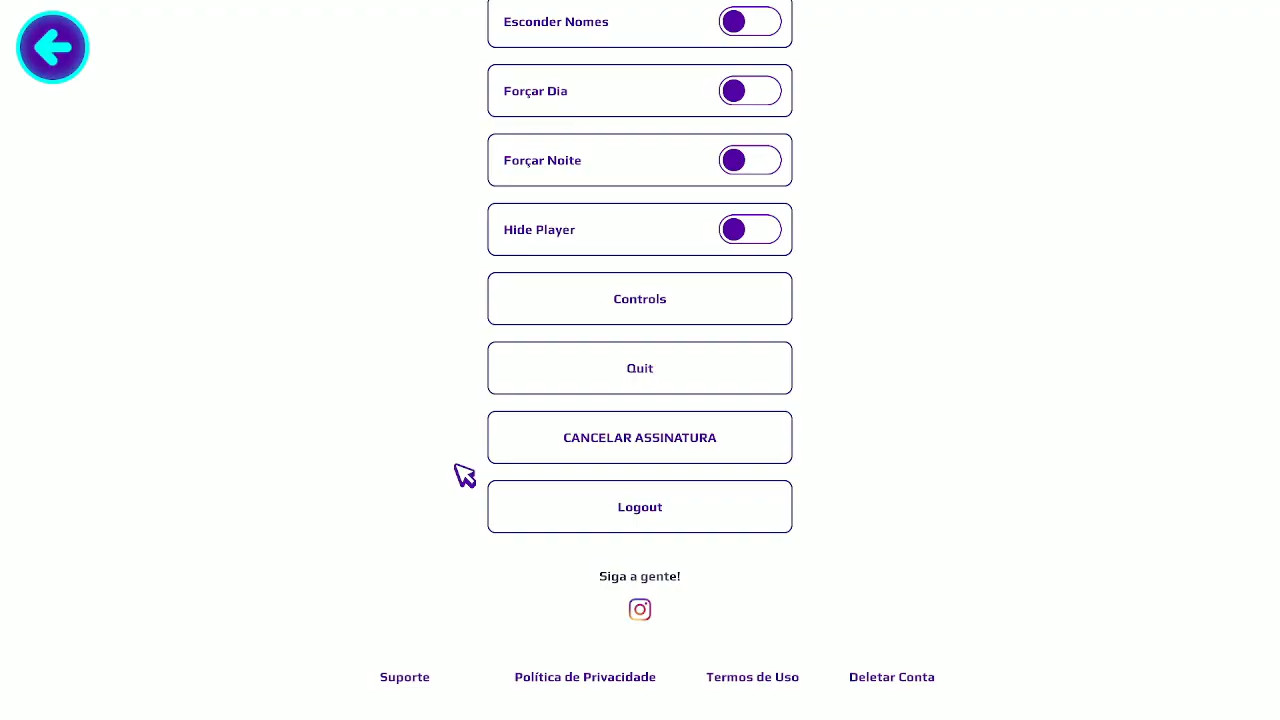 Esconder Nomes
Forçar Dia
Forçar Noite
Hide Player
Controls
Quit
CANCELAR ASSINATURA
Logout
Siga a gente!
Suporte Política de Privacidade Termos de Uso Deletar Conta